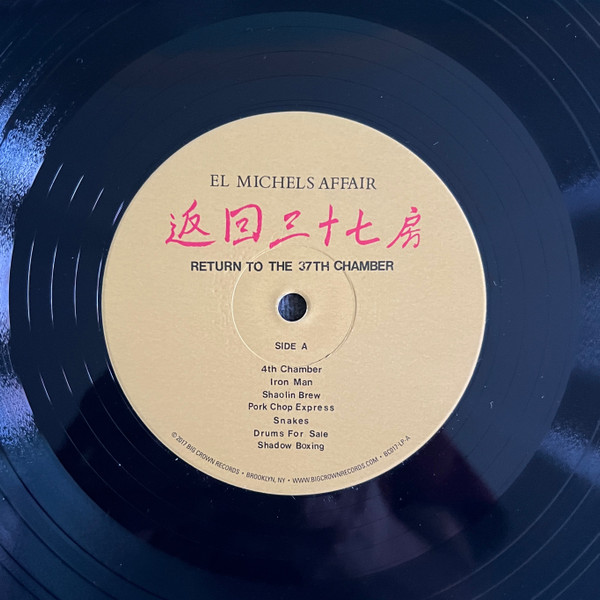 EL MICHELS AFFAIR
返回三十七房
RETURN TO THE 37TH CHAMBER
SIDE A
4th Chamber
Iron Man
Shaolin Brew
Pork Chop Express
Snakes
Drums For Sale
Shadow Boxing
© 2017 BIG CROWN RECORDS • BROOKLYN, NY • WWW.BIGCROWNRECORDS.COM • BC017-LP-A